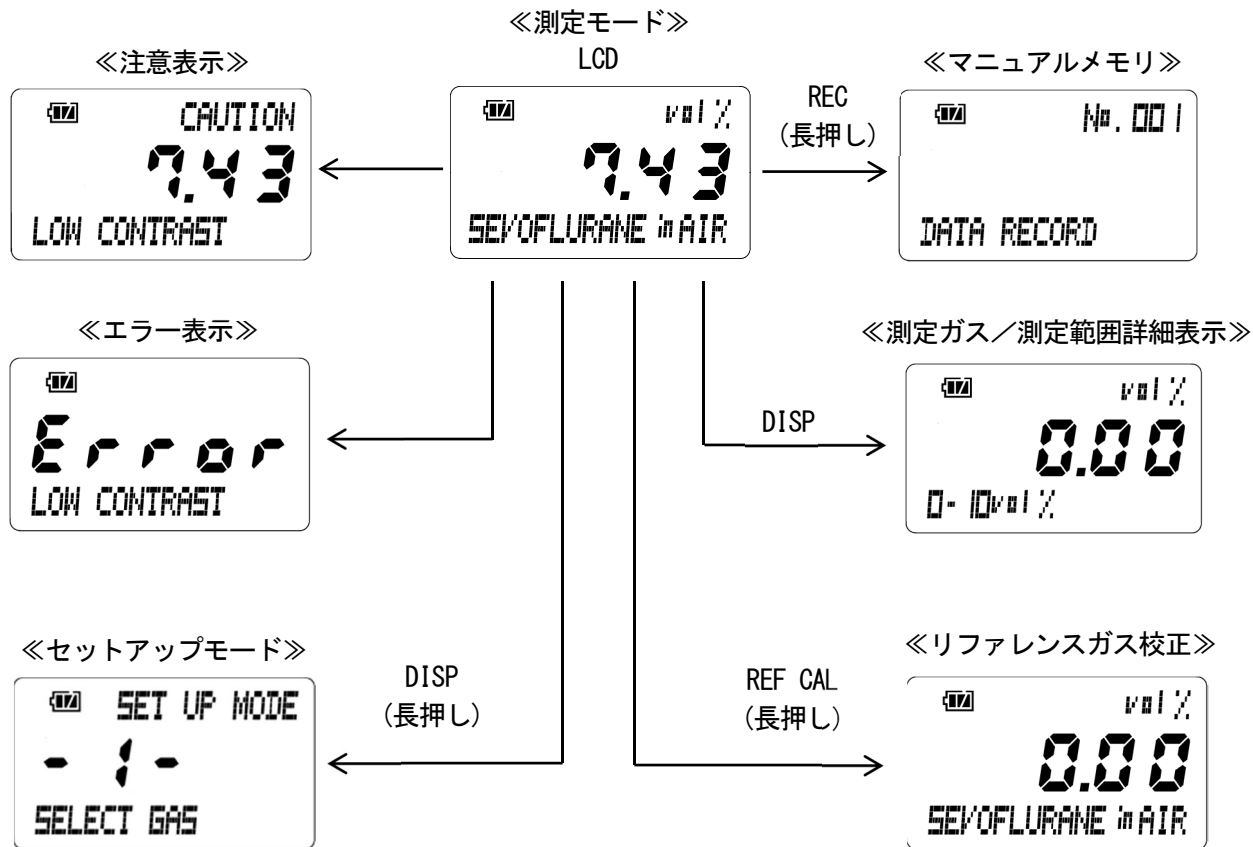 ≪測定モード≫
LCD
≪注意表示≫
CAUTION
7.43
LOW CONTRAST
vol%
7.43
SEVOFLURANE in AIR
REC
(長押し)
≪マニュアルメモリ≫
No.001
DATA RECORD
≪エラー表示≫
Error
LOW CONTRAST
DISP
≪測定ガス／測定範囲詳細表示≫
vol%
0.00
0-10vol%
≪セットアップモード≫
SET UP MODE
-1-
SELECT GAS
DISP
(長押し)
REF CAL
(長押し)
≪リファレンスガス校正≫
vol%
0.00
SEVOFLURANE in AIR